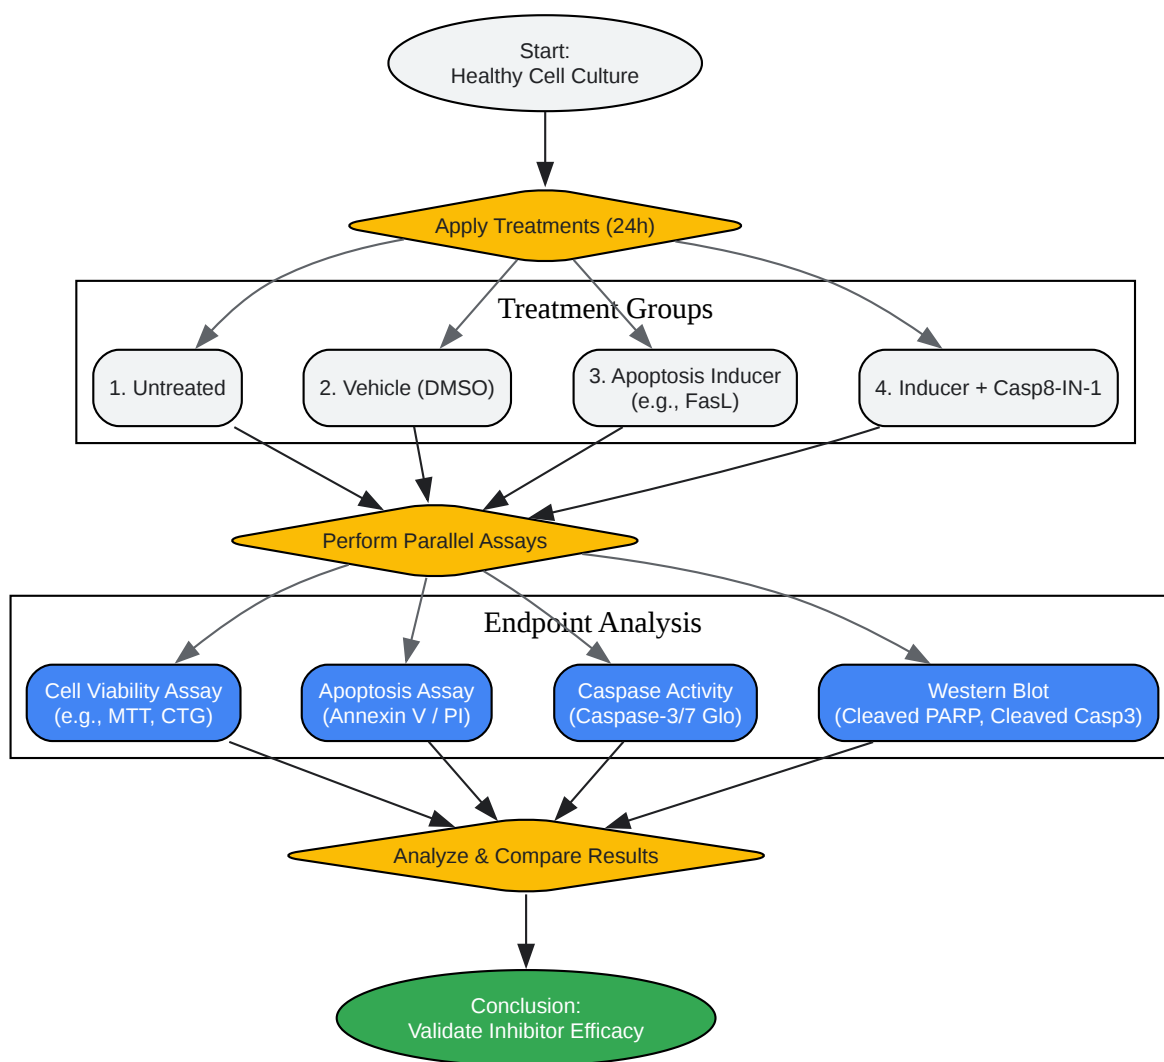 Start:
Healthy Cell Culture
Apply Treatments (24h)
Treatment Groups
1. Untreated
2. Vehicle (DMSO)
3. Apoptosis Inducer
(e.g., FasL)
4. Inducer + Casp8-IN-1
Perform Parallel Assays
Endpoint Analysis
Cell Viability Assay
(e.g., MTT, CTG)
Apoptosis Assay
(Annexin V / PI)
Caspase Activity
(Caspase-3/7 Glo)
Western Blot
(Cleaved PARP, Cleaved Casp3)
Analyze & Compare Results
Conclusion:
Validate Inhibitor Efficacy